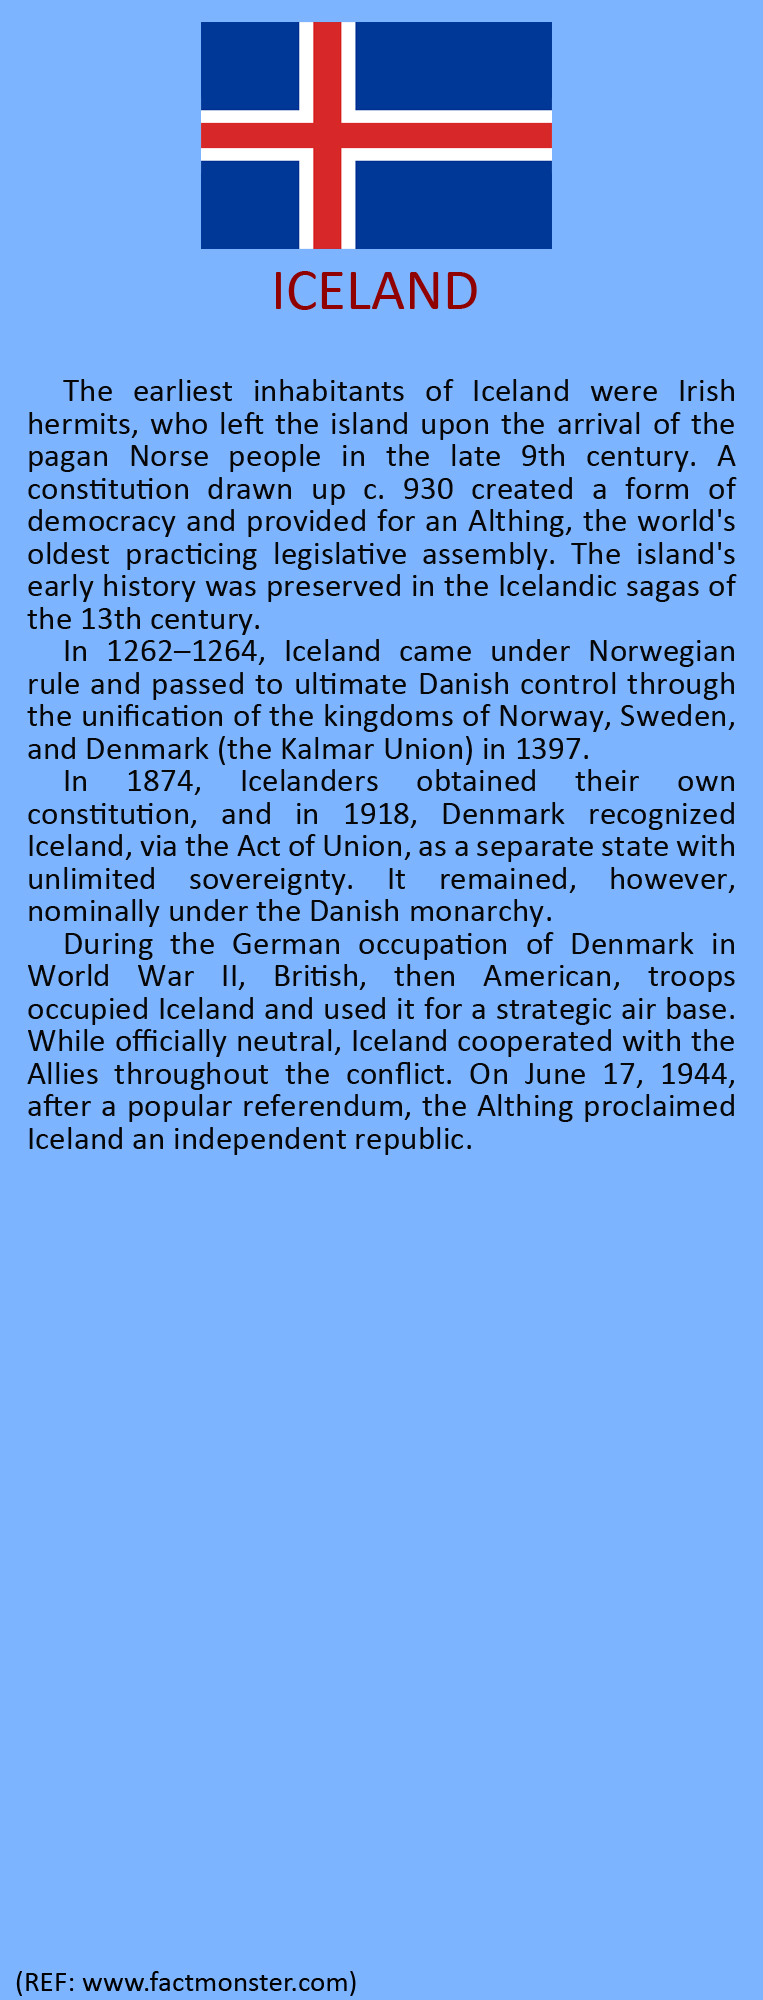 ICELAND
The earliest inhabitants of Iceland were Irish
hermits, who left the island upon the arrival of the
pagan Norse people in the late 9th century. A
constitution drawn up c. 930 created a form of
democracy and provided for an Althing, the world's
oldest practicing legislative assembly. The island's
early history was preserved in the Icelandic sagas of
the 13th century.
In 1262–1264, Iceland came under Norwegian
rule and passed to ultimate Danish control through
the unification of the kingdoms of Norway, Sweden,
and Denmark (the Kalmar Union) in 1397.
In 1874, Icelanders obtained their own
constitution, and in 1918, Denmark recognized
Iceland, via the Act of Union, as a separate state with
unlimited sovereignty. It remained, however,
nominally under the Danish monarchy.
During the German occupation of Denmark in
World War II, British, then American, troops
occupied Iceland and used it for a strategic air base.
While officially neutral, Iceland cooperated with the
Allies throughout the conflict. On June 17, 1944,
after a popular referendum, the Althing proclaimed
Iceland an independent republic.
(REF: www.factmonster.com)